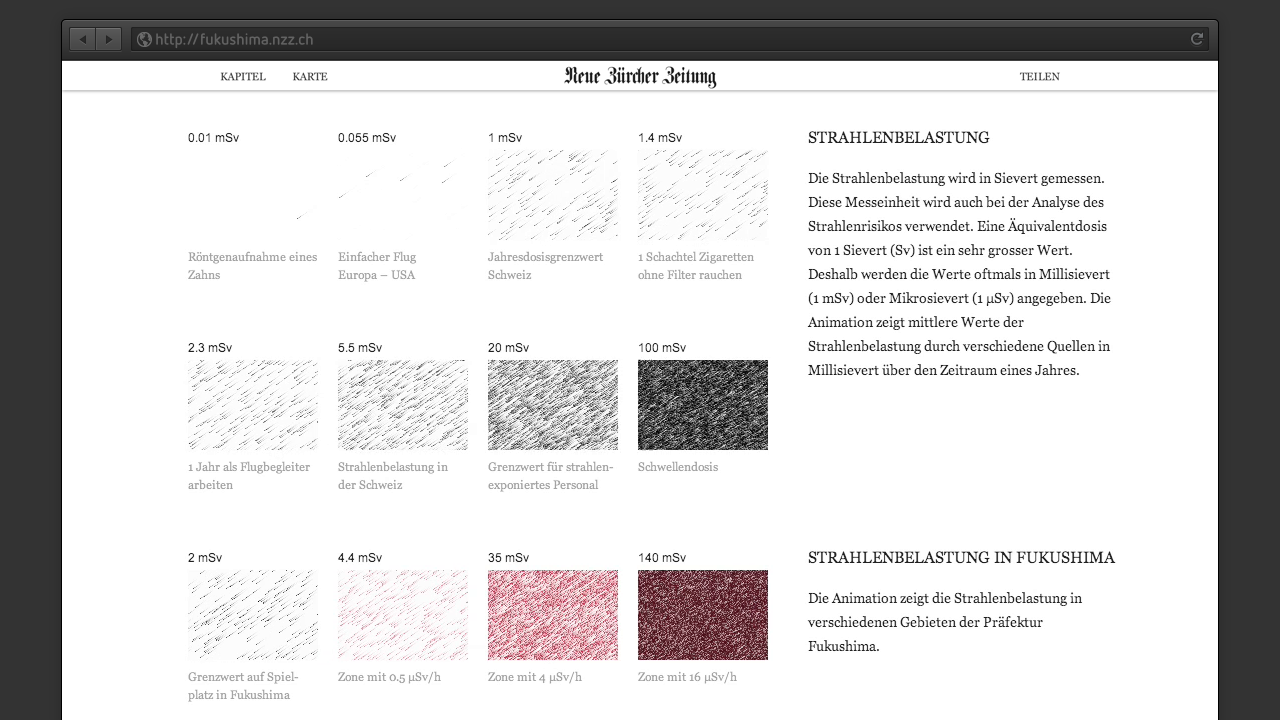 http://fukushima.nzz.ch
KAPITEL KARTE Neue Zürcher Zeitung TEILEN
0.01 mSv
Röntgenaufnahme eines
Zahns
0.055 mSv
Einfacher Flug
Europa – USA
1 mSv
Jahresdosisgrenzwert
Schweiz
1.4 mSv
1 Schachtel Zigaretten
ohne Filter rauchen
STRAHLENBELASTUNG
Die Strahlenbelastung wird in Sievert gemessen.
Diese Messeinheit wird auch bei der Analyse des
Strahlenrisikos verwendet. Eine Äquivalentdosis
von 1 Sievert (Sv) ist ein sehr grosser Wert.
Deshalb werden die Werte oftmals in Millisievert
(1 mSv) oder Mikrosievert (1 µSv) angegeben. Die
Animation zeigt mittlere Werte der
Strahlenbelastung durch verschiedene Quellen in
Millisievert über den Zeitraum eines Jahres.
2.3 mSv
1 Jahr als Flugbegleiter
arbeiten
5.5 mSv
Strahlenbelastung in
der Schweiz
20 mSv
Grenzwert für strahlen-
exponiertes Personal
100 mSv
Schwellendosis
2 mSv
Grenzwert auf Spiel-
platz in Fukushima
4.4 mSv
Zone mit 0.5 µSv/h
35 mSv
Zone mit 4 µSv/h
140 mSv
Zone mit 16 µSv/h
STRAHLENBELASTUNG IN FUKUSHIMA
Die Animation zeigt die Strahlenbelastung in
verschiedenen Gebieten der Präfektur
Fukushima.